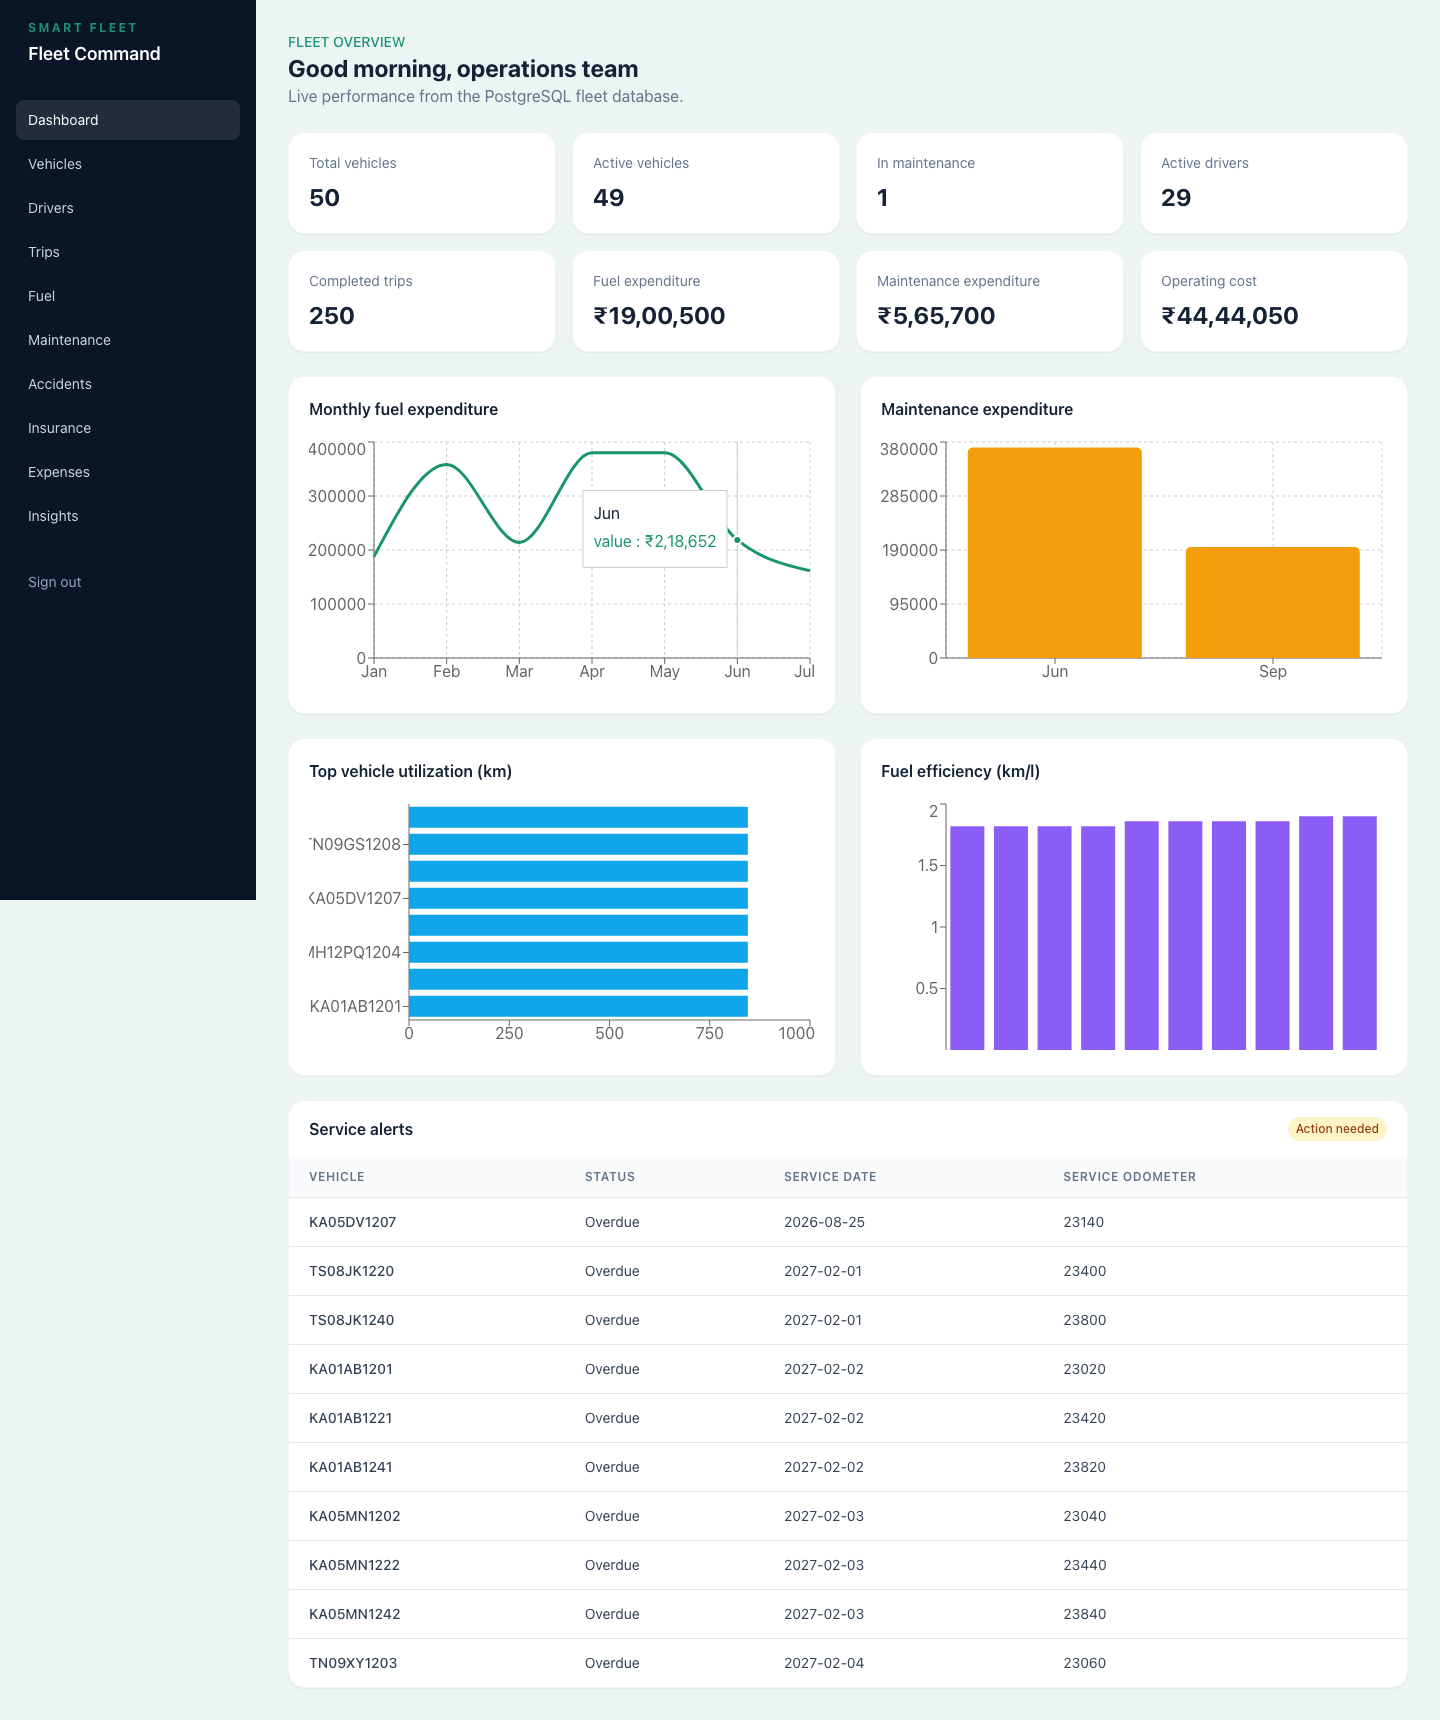 SMART FLEET
Fleet Command
Dashboard
Vehicles
Drivers
Trips
Fuel
Maintenance
Accidents
Insurance
Expenses
Insights
Sign out
FLEET OVERVIEW
Good morning, operations team
Live performance from the PostgreSQL fleet database.
Total vehicles
50
Active vehicles
49
In maintenance
1
Active drivers
29
Completed trips
250
Fuel expenditure
₹19,00,500
Maintenance expenditure
₹5,65,700
Operating cost
₹44,44,050
Monthly fuel expenditure
400000
300000
200000
100000
0
Jan Feb Mar Apr May Jun Jul
Jun
value : ₹2,18,652
Maintenance expenditure
380000
285000
190000
95000
0
Jun Sep
Top vehicle utilization (km)
TN09GS1208
KA05DV1207
MH12PQ1204
KA01AB1201
0 250 500 750 1000
Fuel efficiency (km/l)
2
1.5
1
0.5
Service alerts
Action needed
VEHICLE STATUS SERVICE DATE SERVICE ODOMETER
KA05DV1207 Overdue 2026-08-25 23140
TS08JK1220 Overdue 2027-02-01 23400
TS08JK1240 Overdue 2027-02-01 23800
KA01AB1201 Overdue 2027-02-02 23020
KA01AB1221 Overdue 2027-02-02 23420
KA01AB1241 Overdue 2027-02-02 23820
KA05MN1202 Overdue 2027-02-03 23040
KA05MN1222 Overdue 2027-02-03 23440
KA05MN1242 Overdue 2027-02-03 23840
TN09XY1203 Overdue 2027-02-04 23060